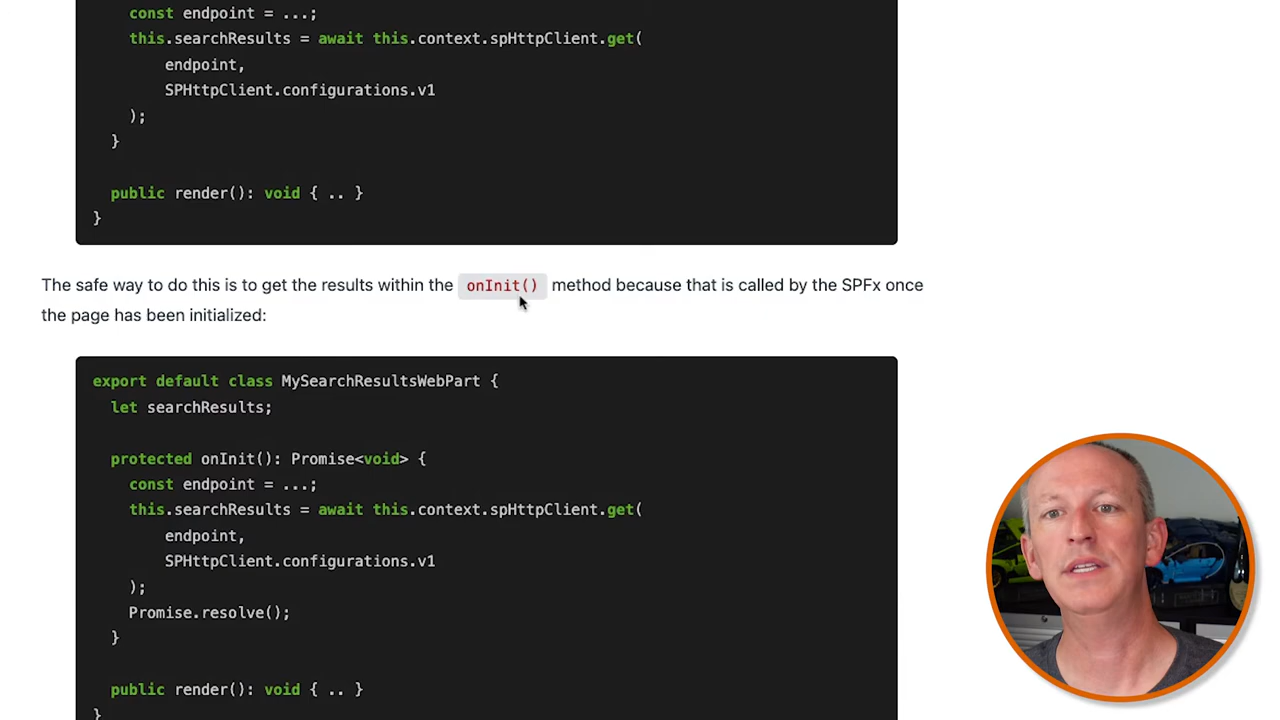 const endpoint = ...;
this.searchResults = await this.context.spHttpClient.get(
endpoint,
SPHttpClient.configurations.v1
);
}
public render(): void { .. }
}
The safe way to do this is to get the results within the onInit() method because that is called by the SPFx once
the page has been initialized:
export default class MySearchResultsWebPart {
let searchResults;
protected onInit(): Promise<void> {
const endpoint = ...;
this.searchResults = await this.context.spHttpClient.get(
endpoint,
SPHttpClient.configurations.v1
);
Promise.resolve();
}
public render(): void { .. }
}